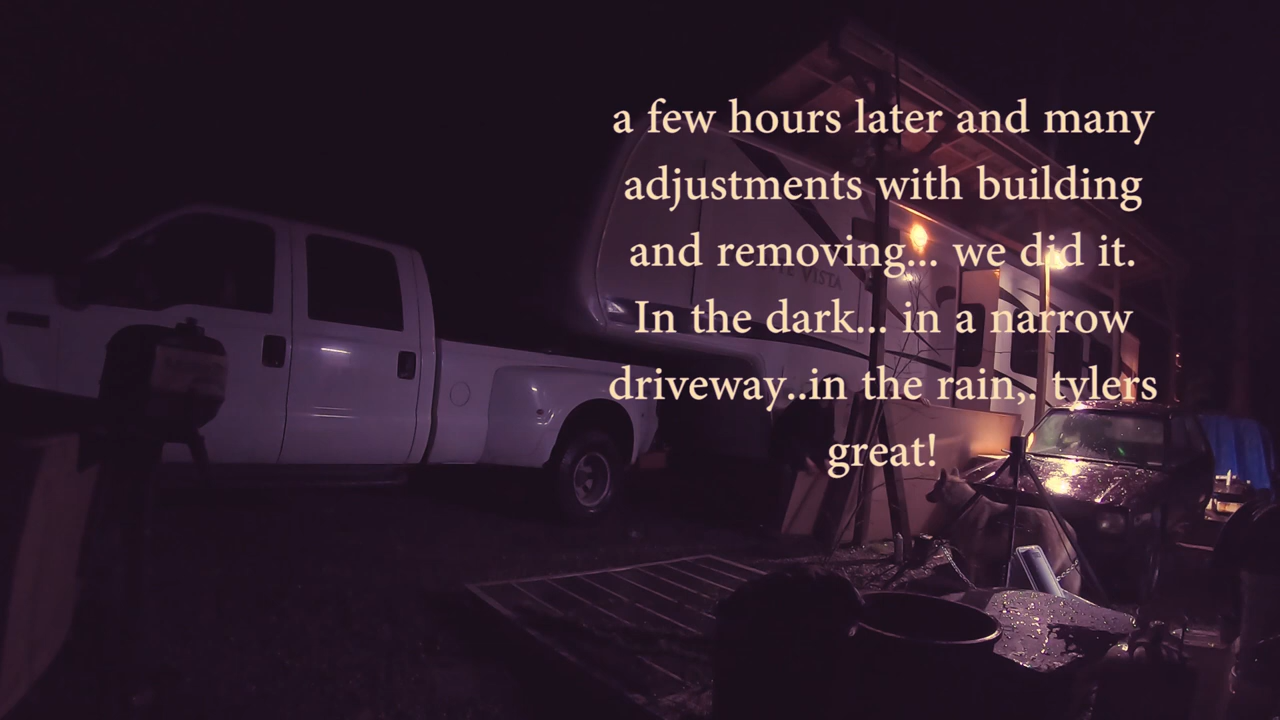 a few hours later and many
adjustments with building
and removing... we did it.
In the dark... in a narrow
driveway..in the rain,. tylers
great!
VISTA